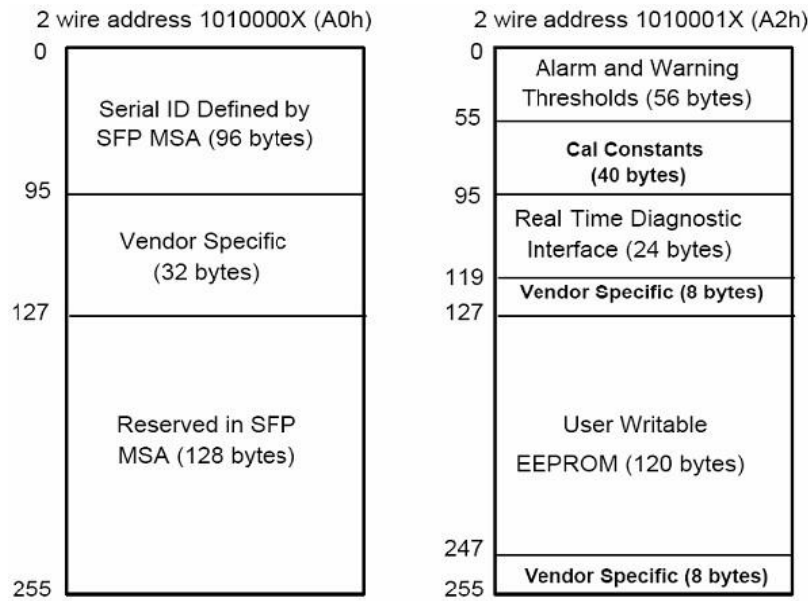 2 wire address 1010000X (A0h)
0
Serial ID Defined by
SFP MSA (96 bytes)
95
Vendor Specific
(32 bytes)
127
Reserved in SFP
MSA (128 bytes)
255
2 wire address 1010001X (A2h)
0
Alarm and Warning
Thresholds (56 bytes)
55
Cal Constants
(40 bytes)
95
Real Time Diagnostic
Interface (24 bytes)
119
Vendor Specific (8 bytes)
127
User Writable
EEPROM (120 bytes)
247
Vendor Specific (8 bytes)
255